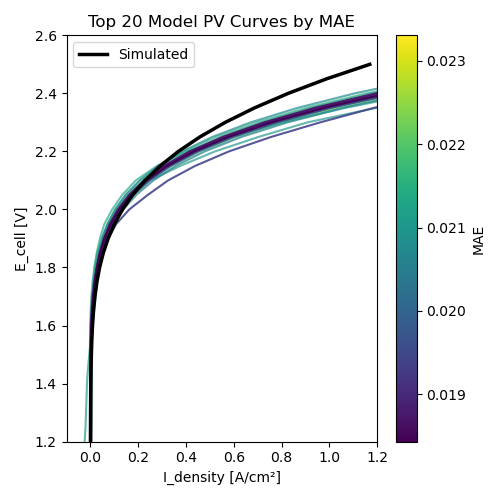 Top 20 Model PV Curves by MAE
Simulated
E_cell [V]
2.6
2.4
2.2
2.0
1.8
1.6
1.4
1.2
0.0 0.2 0.4 0.6 0.8 1.0 1.2
I_density [A/cm²]
0.023
0.022
0.021
0.020
0.019
MAE